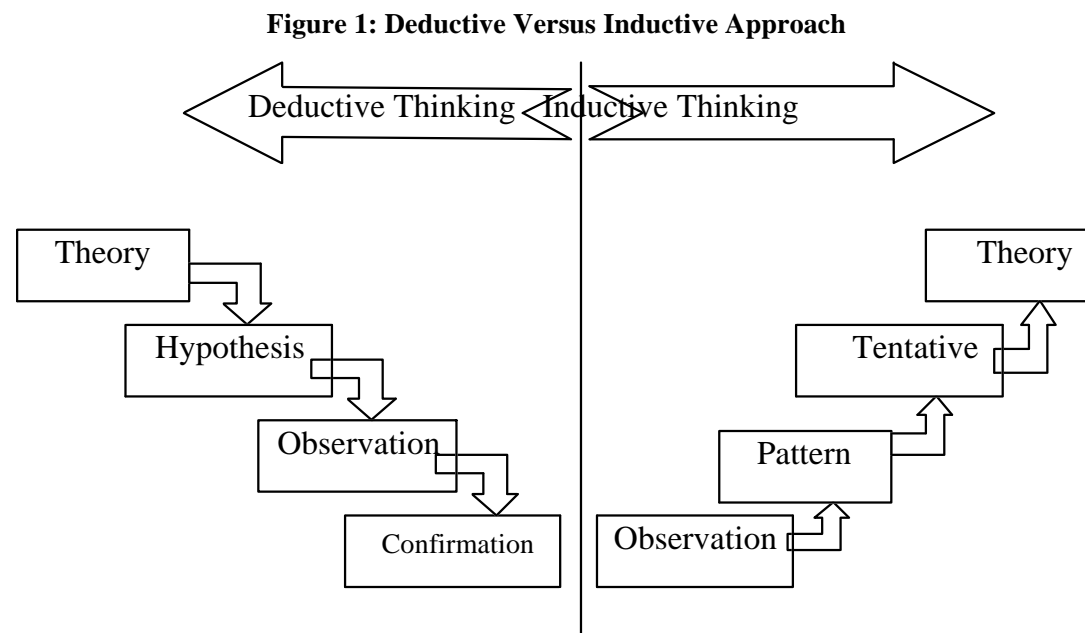 Figure 1: Deductive Versus Inductive Approach
Deductive Thinking
Inductive Thinking
Theory
Hypothesis
Observation
Confirmation
Theory
Tentative
Pattern
Observation